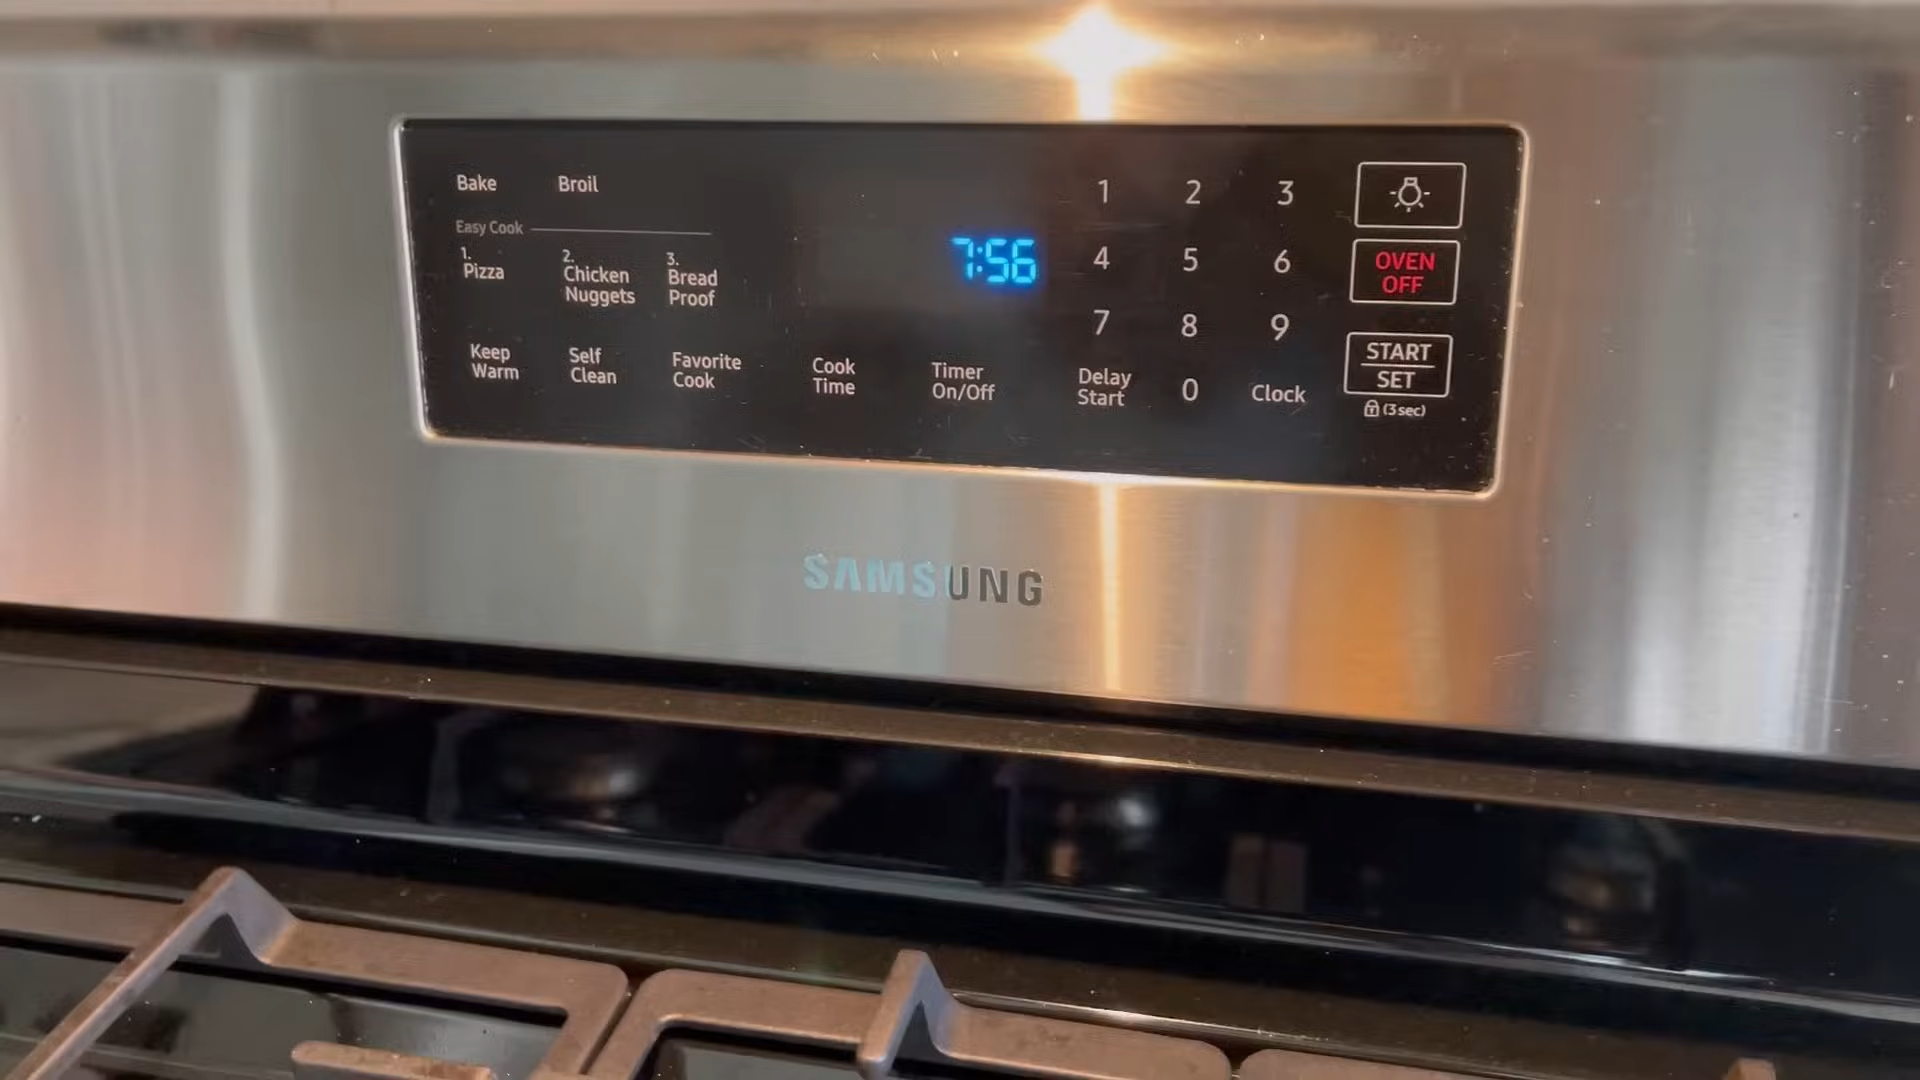 Bake Broil
Easy Cook
1. Pizza
2. Chicken Nuggets
3. Bread Proof
Keep Warm
Self Clean
Favorite Cook
Cook Time
Timer On/Off
7:56
1 2 3
4 5 6
7 8 9
Delay Start
0
Clock
OVEN
OFF
START
SET
(3 sec)
SAMSUNG